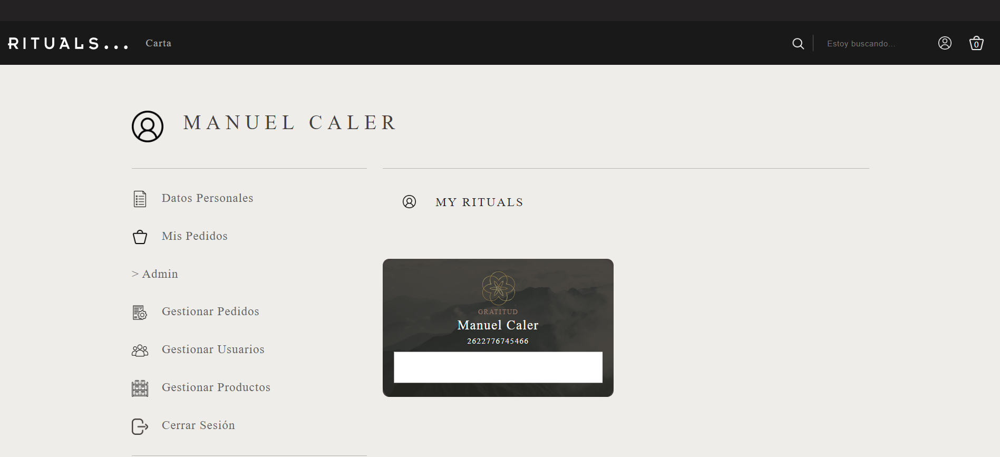 RITUALS...
Carta
Estoy buscando...
0
MANUEL CALER
Datos Personales
Mis Pedidos
> Admin
Gestionar Pedidos
Gestionar Usuarios
Gestionar Productos
Cerrar Sesión
MY RITUALS
GRATITUD
Manuel Caler
2622776745466